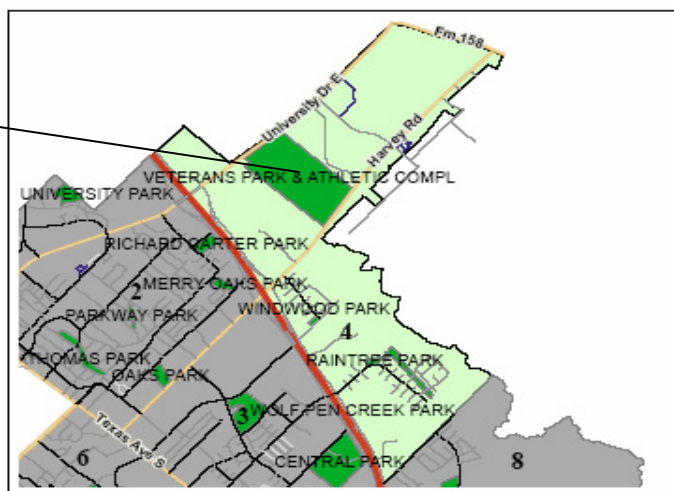 Fm 158
University Dr E
Harvey Rd
VETERANS PARK & ATHLETIC COMPL
UNIVERSITY PARK
RICHARD CARTER PARK
MERRY OAKS PARK
2
WINDWOOD PARK
PARKWAY PARK
4
THOMAS PARK
RAINTREE PARK
OAKS PARK
WOLF PEN CREEK PARK
3
Texas Ave S
6
CENTRAL PARK
8